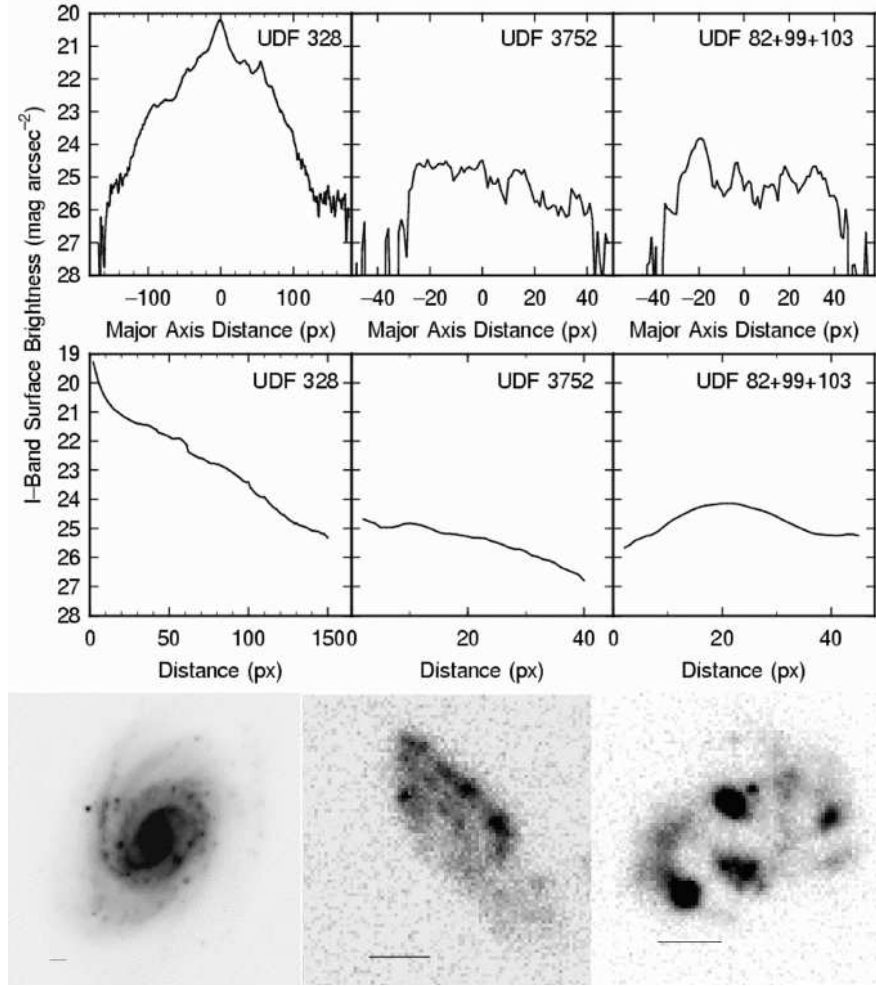 I-Band Surface Brightness (mag arcsec⁻²)
20
21
22
23
24
25
26
27
28
UDF 328
UDF 3752
UDF 82+99+103
−100 0 100
−40 −20 0 20 40
−40 −20 0 20 40
Major Axis Distance (px)
Major Axis Distance (px)
Major Axis Distance (px)
19
20
21
22
23
24
25
26
27
28
UDF 328
UDF 3752
UDF 82+99+103
0 50 100 1500
20 40
0 20 40
Distance (px)
Distance (px)
Distance (px)